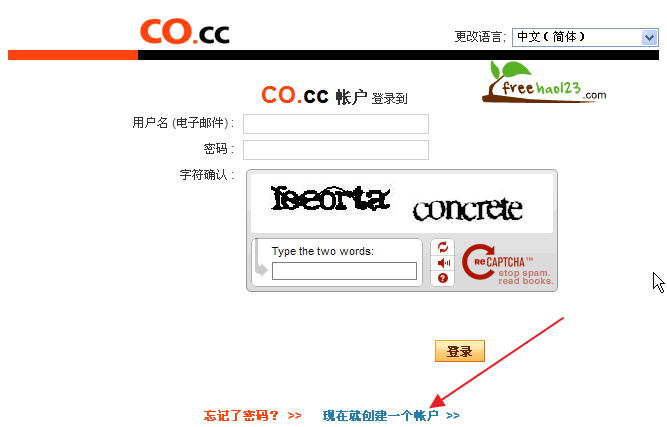 CO.cc
更改语言; 中文 ( 简体 )
freehao123.com
CO.cc 帐户 登录到
用户名 (电子邮件) :
密码 :
字符确认 :
concrete
Type the two words:
reCAPTCHA™
stop spam.
read books.
登录
忘记了密码? >> 现在就创建一个帐户 >>